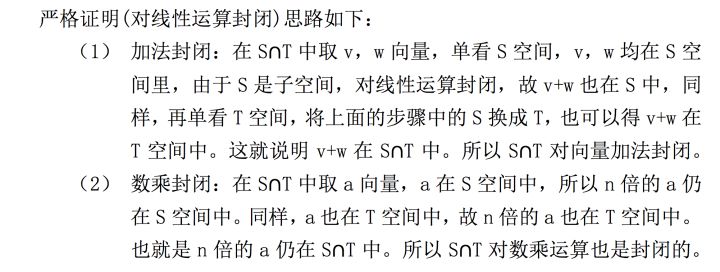 严格证明(对线性运算封闭)思路如下：
（1） 加法封闭：在 S∩T 中取 v，w 向量，单看 S 空间，v，w 均在 S 空
间里，由于 S 是子空间，对线性运算封闭，故 v+w 也在 S 中，同
样，再单看 T 空间，将上面的步骤中的 S 换成 T，也可以得 v+w 在
T 空间中。这就说明 v+w 在 S∩T 中。所以 S∩T 对向量加法封闭。
（2） 数乘封闭：在 S∩T 中取 a 向量，a 在 S 空间中，所以 n 倍的 a 仍
在 S 空间中。同样，a 也在 T 空间中，故 n 倍的 a 也在 T 空间中。
也就是 n 倍的 a 仍在 S∩T 中。所以 S∩T 对数乘运算也是封闭的。